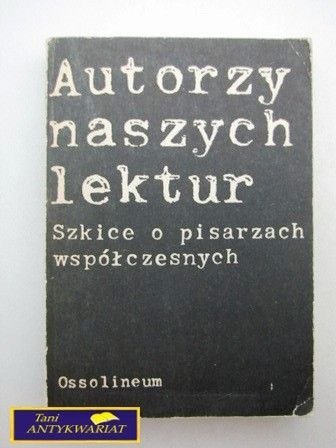 Autorzy
naszych
lektur
Szkice o pisarzach
współczesnych
Ossolineum
Tani
ANTYKWARIAT